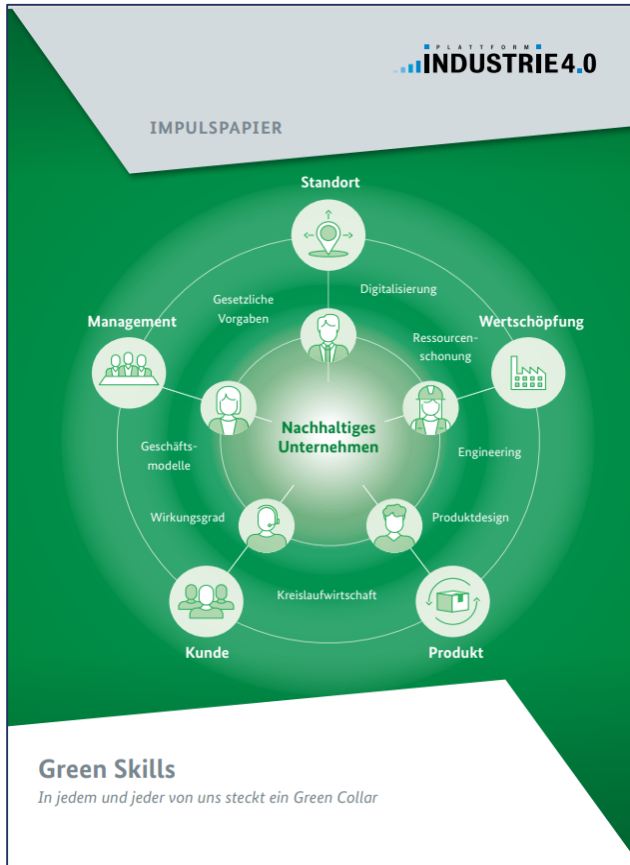 PLATTFORM
INDUSTRIE4.0
IMPULSPAPIER
Standort
Digitalisierung
Gesetzliche
Vorgaben
Management
Wertschöpfung
Ressourcen-
schonung
Nachhaltiges
Unternehmen
Geschäfts-
modelle
Engineering
Wirkungsgrad
Produktdesign
Kreislaufwirtschaft
Kunde
Produkt
Green Skills
In jedem und jeder von uns steckt ein Green Collar